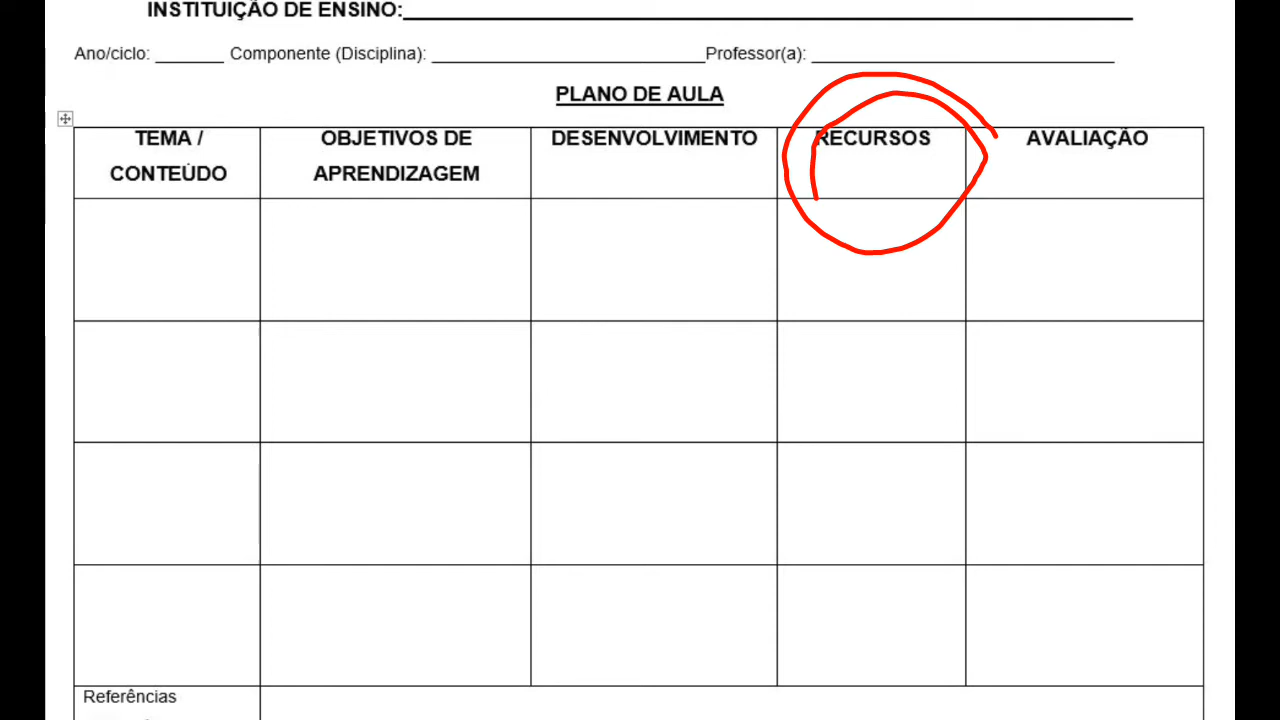 INSTITUIÇÃO DE ENSINO:
Ano/ciclo: Componente (Disciplina): Professor(a):
PLANO DE AULA
TEMA / CONTEÚDO
OBJETIVOS DE APRENDIZAGEM
DESENVOLVIMENTO
RECURSOS
AVALIAÇÃO
Referências